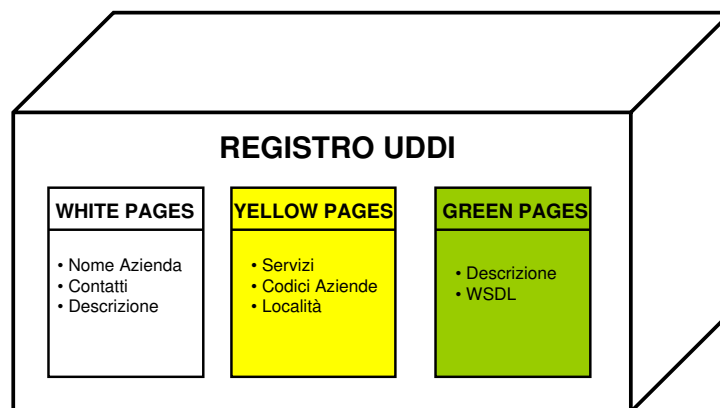 REGISTRO UDDI
WHITE PAGES
• Nome Azienda
• Contatti
• Descrizione
YELLOW PAGES
• Servizi
• Codici Aziende
• Località
GREEN PAGES
• Descrizione
• WSDL